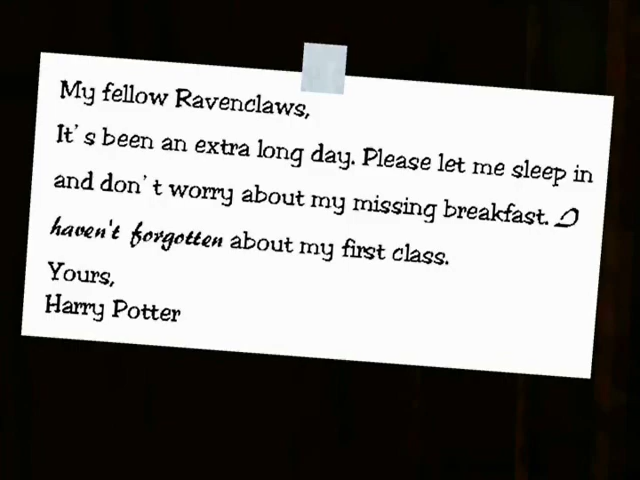 My fellow Ravenclaws,
It's been an extra long day. Please let me sleep in
and don't worry about my missing breakfast. I
haven't forgotten about my first class.
Yours,
Harry Potter